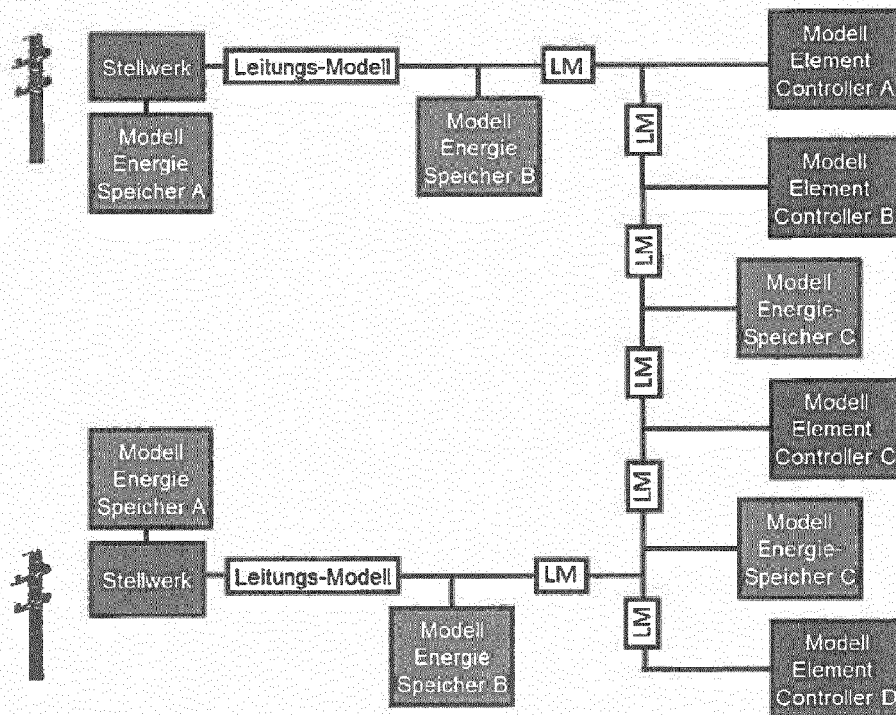 Stellwerk
Leitungs-Modell
LM
Modell
Element
Controller A
Modell
Energie
Speicher A
Modell
Energie
Speicher B
LM
Modell
Element
Controller B
LM
Modell
Energie-
Speicher C
LM
Modell
Element
Controller C
Modell
Energie
Speicher A
LM
Modell
Energie-
Speicher C
Stellwerk
Leitungs-Modell
LM
LM
Modell
Energie
Speicher B
Modell
Element
Controller D